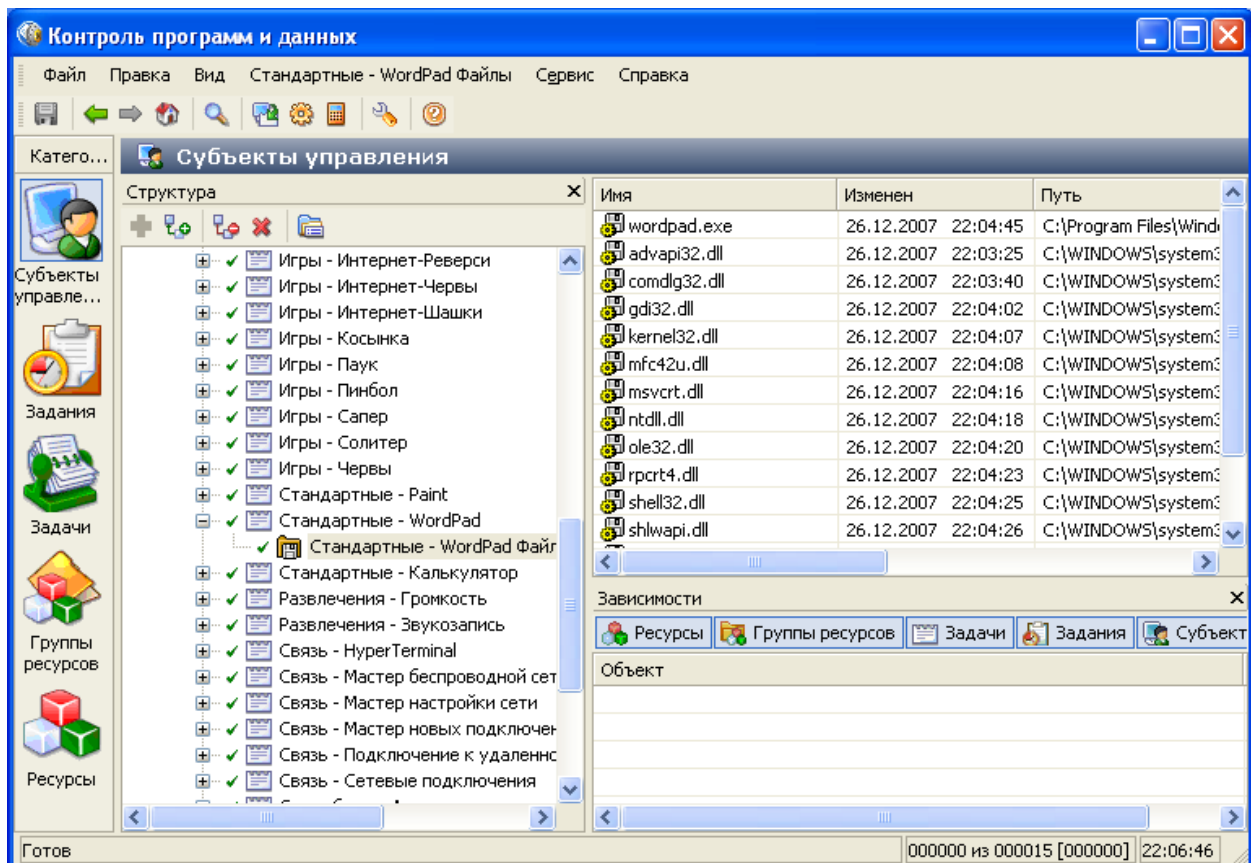 Контроль программ и данных
Файл Правка Вид Стандартные - WordPad Файлы Сервис Справка
Катего...
Субъекты управления
Субъекты
управле...
Задания
Задачи
Группы
ресурсов
Ресурсы
Структура
Игры - Интернет-Реверси
Игры - Интернет-Червы
Игры - Интернет-Шашки
Игры - Косынка
Игры - Паук
Игры - Пинбол
Игры - Сапер
Игры - Солитер
Игры - Червы
Стандартные - Paint
Стандартные - WordPad
Стандартные - WordPad Файл
Стандартные - Калькулятор
Развлечения - Громкость
Развлечения - Звукозапись
Связь - HyperTerminal
Связь - Мастер беспроводной сет
Связь - Мастер настройки сети
Связь - Мастер новых подключен
Связь - Подключение к удаленно
Связь - Сетевые подключения
Имя Изменен Путь
wordpad.exe 26.12.2007 22:04:45 C:\Program Files\Wind
advapi32.dll 26.12.2007 22:03:25 C:\WINDOWS\system3
comdlg32.dll 26.12.2007 22:03:40 C:\WINDOWS\system3
gdi32.dll 26.12.2007 22:04:02 C:\WINDOWS\system3
kernel32.dll 26.12.2007 22:04:07 C:\WINDOWS\system3
mfc42u.dll 26.12.2007 22:04:08 C:\WINDOWS\system3
msvcrt.dll 26.12.2007 22:04:16 C:\WINDOWS\system3
ntdll.dll 26.12.2007 22:04:18 C:\WINDOWS\system3
ole32.dll 26.12.2007 22:04:20 C:\WINDOWS\system3
rpcrt4.dll 26.12.2007 22:04:23 C:\WINDOWS\system3
shell32.dll 26.12.2007 22:04:25 C:\WINDOWS\system3
shlwapi.dll 26.12.2007 22:04:26 C:\WINDOWS\system3
Зависимости
Ресурсы Группы ресурсов Задачи Задания Субъект
Объект
Готов 000000 из 000015 [000000] 22:06:46